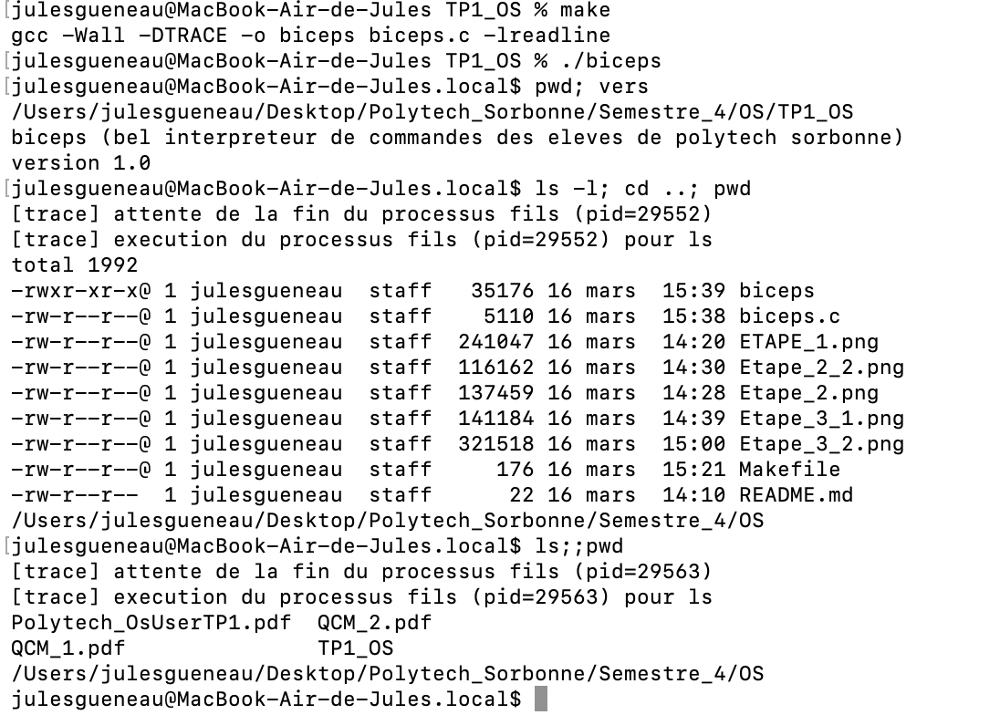 [julesgueneau@MacBook-Air-de-Jules TP1_OS % make
gcc -Wall -DTRACE -o biceps biceps.c -lreadline
[julesgueneau@MacBook-Air-de-Jules TP1_OS % ./biceps
[julesgueneau@MacBook-Air-de-Jules.local$ pwd; vers
/Users/julesgueneau/Desktop/Polytech_Sorbonne/Semestre_4/OS/TP1_OS
biceps (bel interpreteur de commandes des eleves de polytech sorbonne)
version 1.0
[julesgueneau@MacBook-Air-de-Jules.local$ ls -l; cd ..; pwd
[trace] attente de la fin du processus fils (pid=29552)
[trace] execution du processus fils (pid=29552) pour ls
total 1992
-rwxr-xr-x@ 1 julesgueneau  staff   35176 16 mars  15:39 biceps
-rw-r--r--@ 1 julesgueneau  staff    5110 16 mars  15:38 biceps.c
-rw-r--r--@ 1 julesgueneau  staff  241047 16 mars  14:20 ETAPE_1.png
-rw-r--r--@ 1 julesgueneau  staff  116162 16 mars  14:30 Etape_2_2.png
-rw-r--r--@ 1 julesgueneau  staff  137459 16 mars  14:28 Etape_2.png
-rw-r--r--@ 1 julesgueneau  staff  141184 16 mars  14:39 Etape_3_1.png
-rw-r--r--@ 1 julesgueneau  staff  321518 16 mars  15:00 Etape_3_2.png
-rw-r--r--@ 1 julesgueneau  staff     176 16 mars  15:21 Makefile
-rw-r--r--  1 julesgueneau  staff      22 16 mars  14:10 README.md
/Users/julesgueneau/Desktop/Polytech_Sorbonne/Semestre_4/OS
[julesgueneau@MacBook-Air-de-Jules.local$ ls;;pwd
[trace] attente de la fin du processus fils (pid=29563)
[trace] execution du processus fils (pid=29563) pour ls
Polytech_OsUserTP1.pdf  QCM_2.pdf
QCM_1.pdf               TP1_OS
/Users/julesgueneau/Desktop/Polytech_Sorbonne/Semestre_4/OS
julesgueneau@MacBook-Air-de-Jules.local$